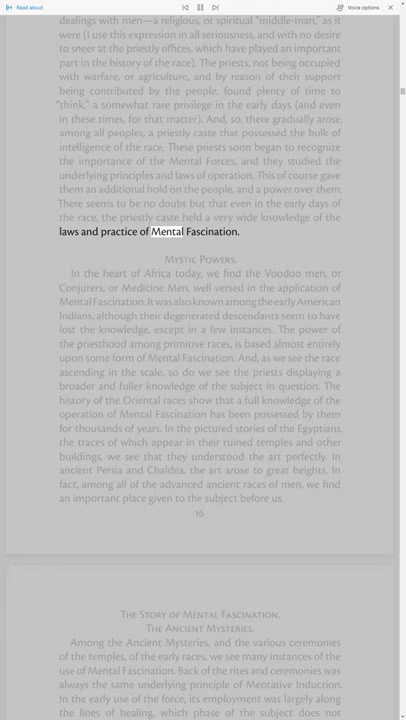 Read aloud
Voice options
dealings with men—a religious, or spiritual "middle-man," as it
were (I use this expression in all seriousness, and with no desire
to sneer at the priestly offices, which have played an important
part in the history of the race). The priests, not being occupied
with warfare, or agriculture, and by reason of their support
being contributed by the people, found plenty of time to
"think," a somewhat rare privilege in the early days (and even
in these times, for that matter). And, so, there gradually arose,
among all peoples, a priestly caste that possessed the bulk of
intelligence of the race. These priests soon began to recognize
the importance of the Mental Forces, and they studied the
underlying principles and laws of operation. This of course gave
them an additional hold on the people, and a power over them.
There seems to be no doubt but that even in the early days of
the race, the priestly caste held a very wide knowledge of the
laws and practice of Mental Fascination.
Mystic Powers.
In the heart of Africa today, we find the Voodoo men, or
Conjurers, or Medicine Men, well versed in the application of
Mental Fascination. It was also known among the early American
Indians, although their degenerated descendants seem to have
lost the knowledge, except in a few instances. The power of
the priesthood among primitive races, is based almost entirely
upon some form of Mental Fascination. And, as we see the race
ascending in the scale, so do we see the priests displaying a
broader and fuller knowledge of the subject in question. The
history of the Oriental races show that a full knowledge of the
operation of Mental Fascination has been possessed by them
for thousands of years. In the pictured stories of the Egyptians,
the traces of which appear in their ruined temples and other
buildings, we see that they understood the art perfectly. In
ancient Persia and Chaldea, the art arose to great heights. In
fact, among all of the advanced ancient races of men, we find
an important place given to the subject before us.
16
The Story of Mental Fascination.
The Ancient Mysteries.
Among the Ancient Mysteries, and the various ceremonies
of the temples, of the early races, we see many instances of the
use of Mental Fascination. Back of the rites and ceremonies was
always the same underlying principle of Mentative Induction.
In the early use of the force, its employment was largely along
the lines of healing, which phase of the subject does not